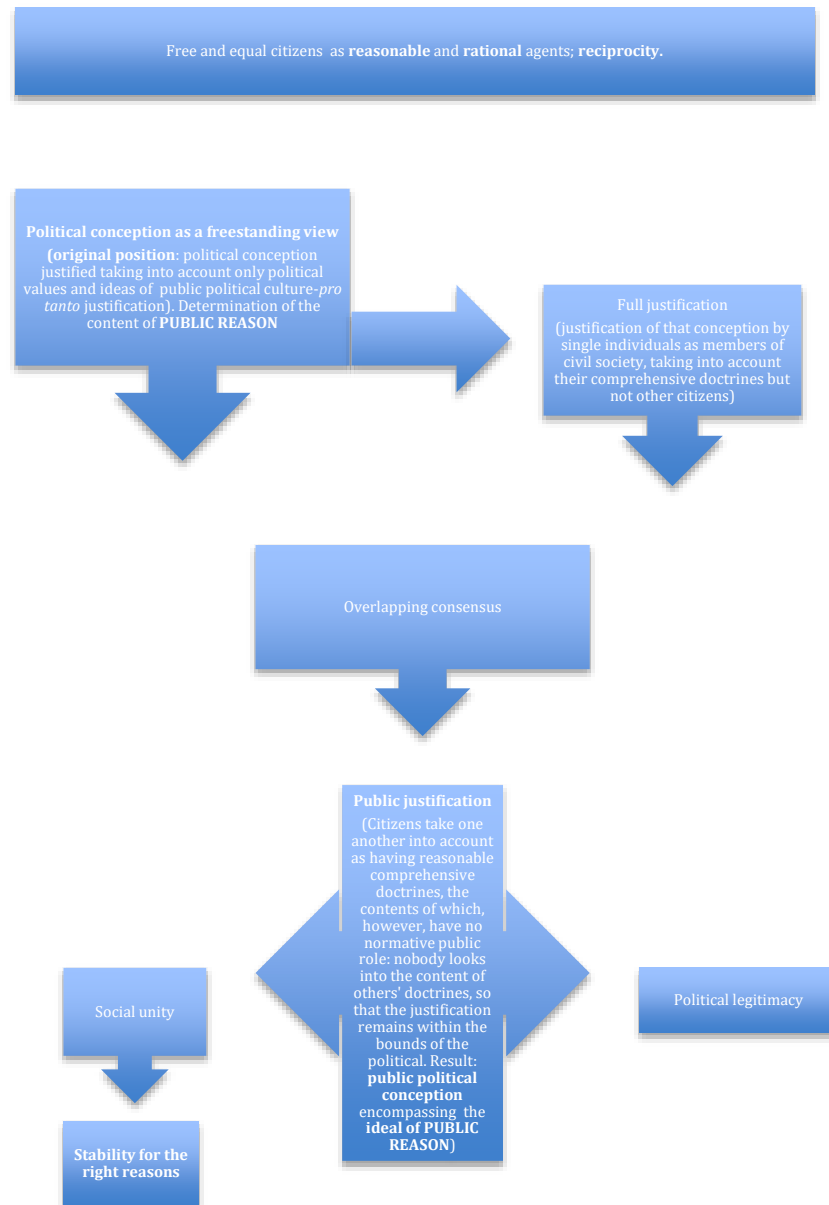 Free and equal citizens as reasonable and rational agents; reciprocity.
Political conception as a freestanding view
(original position: political conception
justified taking into account only political
values and ideas of public political culture-pro
tanto justification). Determination of the
content of PUBLIC REASON
Full justification
(justification of that conception by
single individuals as members of
civil society, taking into account
their comprehensive doctrines but
not other citizens)
Overlapping consensus
Public justification
(Citizens take one
another into account
as having reasonable
comprehensive
doctrines, the
contents of which,
however, have no
normative public
role: nobody looks
into the content of
others' doctrines, so
that the justification
remains within the
bounds of the
political. Result:
public political
conception
encompassing the
ideal of PUBLIC
REASON)
Social unity
Political legitimacy
Stability for the
right reasons